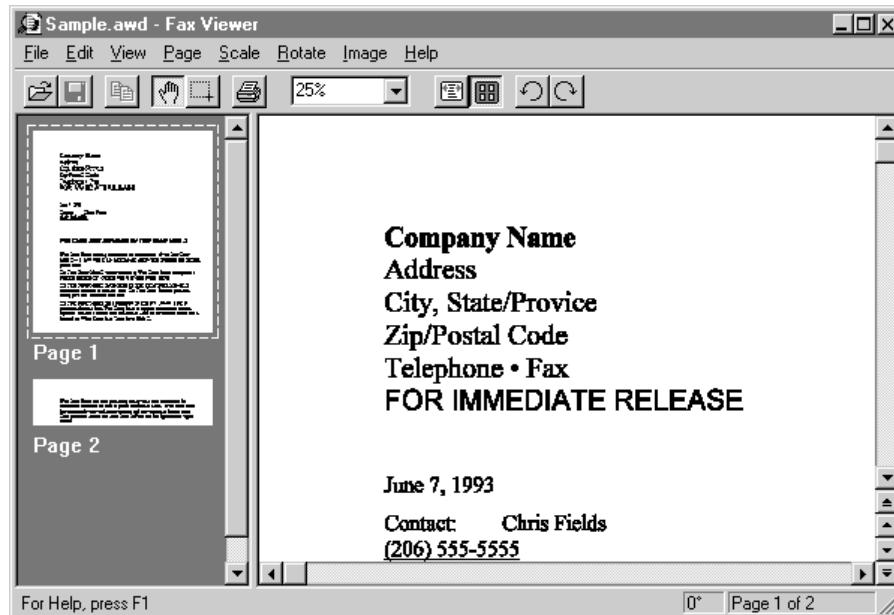 Sample.awd - Fax Viewer
File Edit View Page Scale Rotate Image Help
25%
Page 1
Page 2
Company Name
Address
City, State/Provice
Zip/Postal Code
Telephone • Fax
FOR IMMEDIATE RELEASE
June 7, 1993
Contact: Chris Fields
(206) 555-5555
For Help, press F1
0° Page 1 of 2